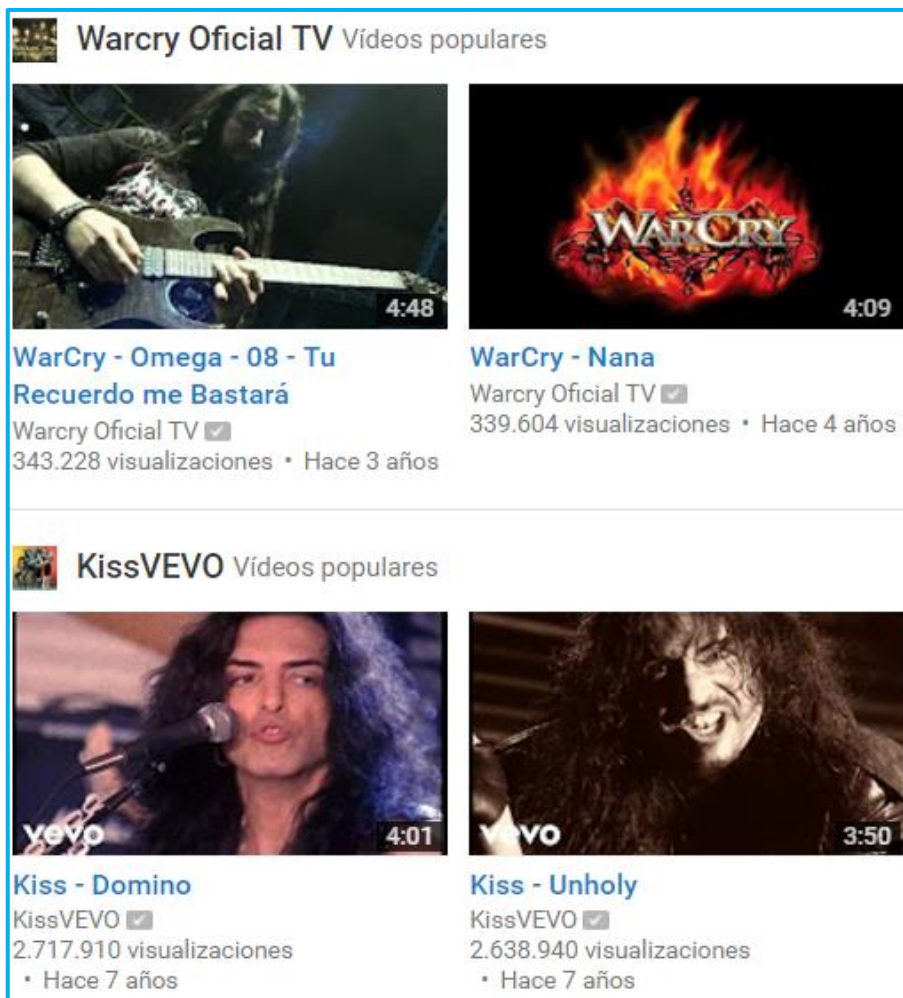 Warcry Oficial TV Vídeos populares
4:48
WARCRY
4:09
WarCry - Omega - 08 - Tu
Recuerdo me Bastará
Warcry Oficial TV
343.228 visualizaciones • Hace 3 años
WarCry - Nana
Warcry Oficial TV
339.604 visualizaciones • Hace 4 años
KissVEVO Vídeos populares
vevo
4:01
vevo
3:50
Kiss - Domino
KissVEVO
2.717.910 visualizaciones
• Hace 7 años
Kiss - Unholy
KissVEVO
2.638.940 visualizaciones
• Hace 7 años